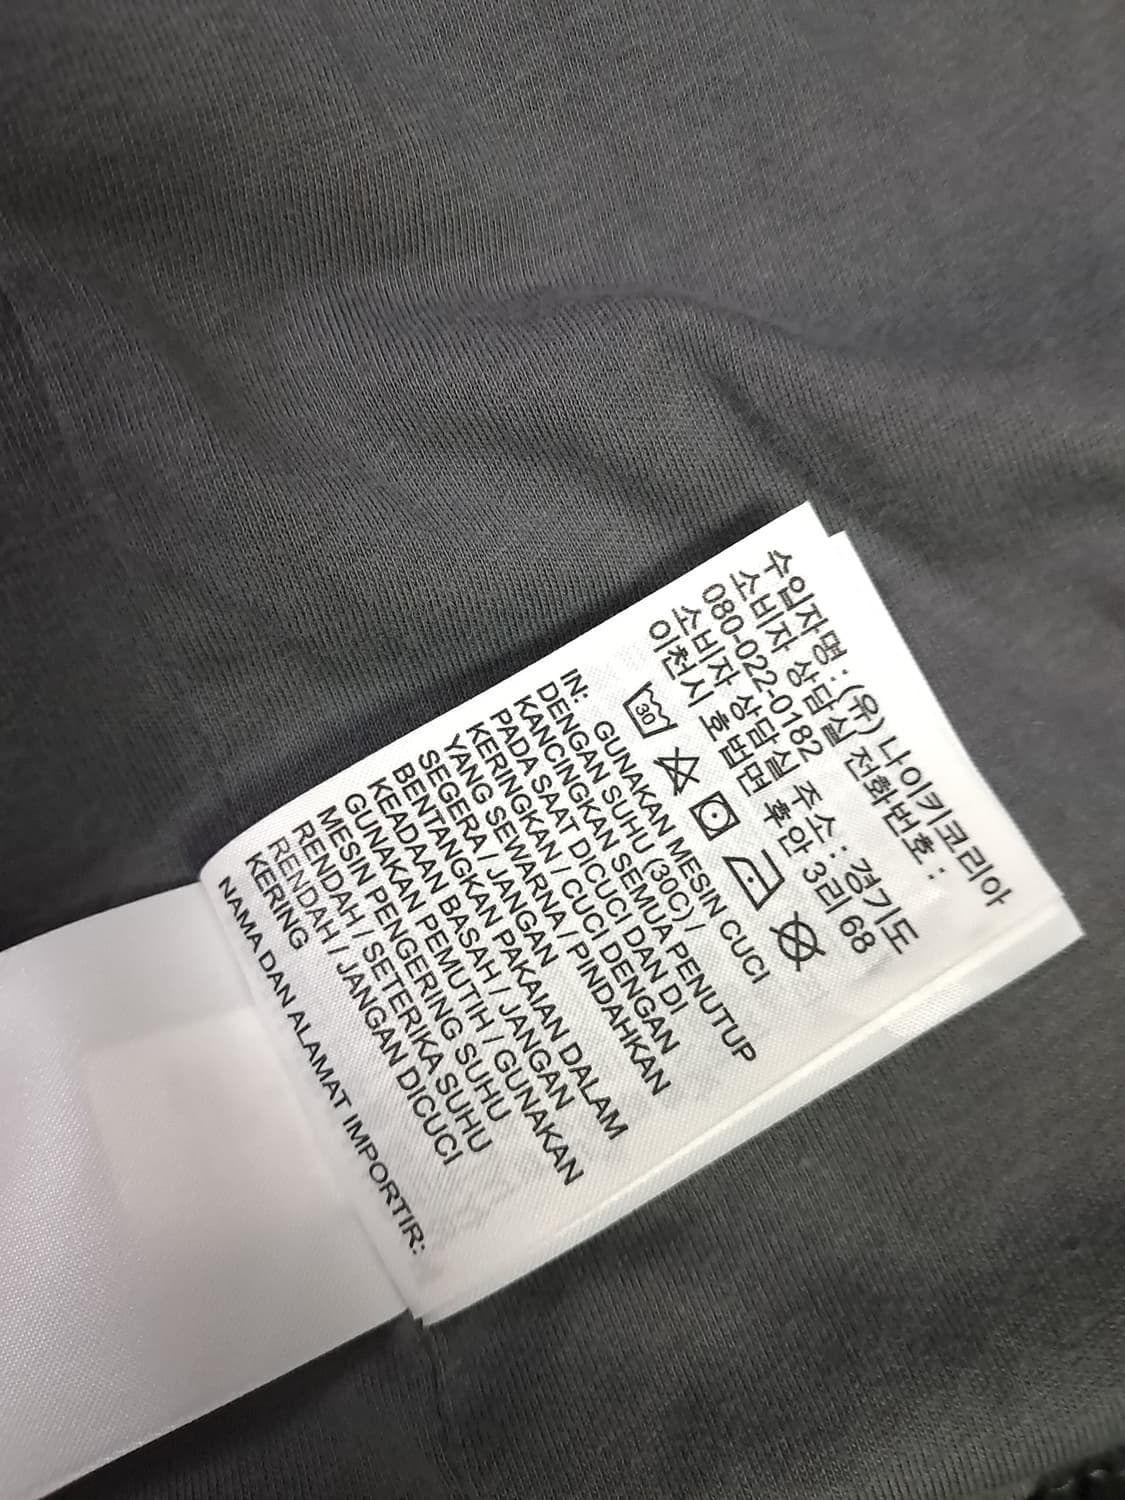 수입자명 : (유) 나이키코리아
소비자 상담실 전화번호 :
080-022-0182
소비자 상담실 주소 : 경기도
이천시 호법면 후안 3리 68
30
IN: GUNAKAN MESIN CUCI
DENGAN SUHU (30C) /
KANCINGKAN SEMUA PENUTUP
PADA SAAT DICUCI DAN DI
KERINGKAN / CUCI DENGAN
YANG SEWARNA / PINDAHKAN
SEGERA / JANGAN
BENTANGKAN PAKAIAN DALAM
KEADAAN BASAH / JANGAN
GUNAKAN PEMUTIH / GUNAKAN
MESIN PENGERING SUHU
RENDAH / SETERIKA SUHU
RENDAH / JANGAN DICUCI
KERING
NAMA DAN ALAMAT IMPORTIR: